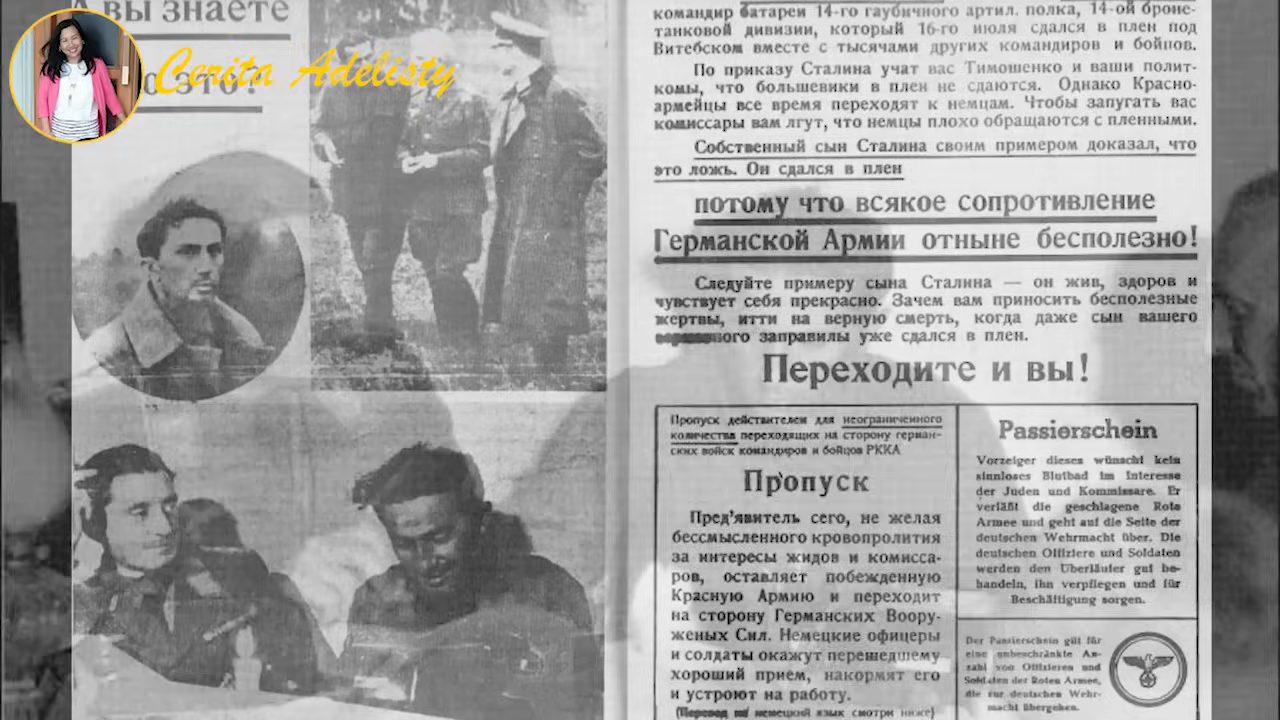 А вы знаете
это?
Cerita Adelisty
командир батареи 14-го гаубичного артил. полка, 14-ой броне-
танковой дивизии, который 16-го июля сдался в плен под
Витебском вместе с тысячами других командиров и бойцов.
По приказу Сталина учат вас Тимошенко и ваши полит-
комы, что большевики в плен не сдаются. Однако Красно-
армейцы все время переходят к немцам. Чтобы запугать вас
комиссары вам лгут, что немцы плохо обращаются с пленными.
Собственный сын Сталина своим примером доказал, что
это ложь. Он сдался в плен
потому что всякое сопротивление
Германской Армии отныне бесполезно!
Следуйте примеру сына Сталина — он жив, здоров и
чувствует себя прекрасно. Зачем вам приносить бесполезные
жертвы, итти на верную смерть, когда даже сын вашего
заправилы уже сдался в плен.
Переходите и вы!
Пропуск действителен для неограниченного
количества переходящих на сторону герман-
ских войск командиров и бойцов РККА
Пропуск
Пред'явитель сего, не желая
бессмысленного кровопролития
за интересы жидов и комисса-
ров, оставляет побежденную
Красную Армию и переходит
на сторону Германских Воору-
женых Сил. Немецкие офицеры
и солдаты окажут перешедшему
хороший прием, накормят его
и устроют на работу.
(Перевод на немецкий язык смотри ниже)
Passierschein
Vorzeiger dieses wünscht kein
sinnloses Blutbad im Interesse
der Juden und Kommissare. Er
verläßt die geschlagene Rote
Armee und geht auf die Seite der
deutschen Wehrmacht über. Die
deutschen Offiziere und Soldaten
werden den Überläufer gut be-
handeln, ihn verpflegen und für
Beschäftigung sorgen.
Der Passierschein gilt für
eine unbeschränkte An-
zahl von Offizieren und
Soldaten der Roten Armee,
die zur deutschen Wehr-
macht übergehen.